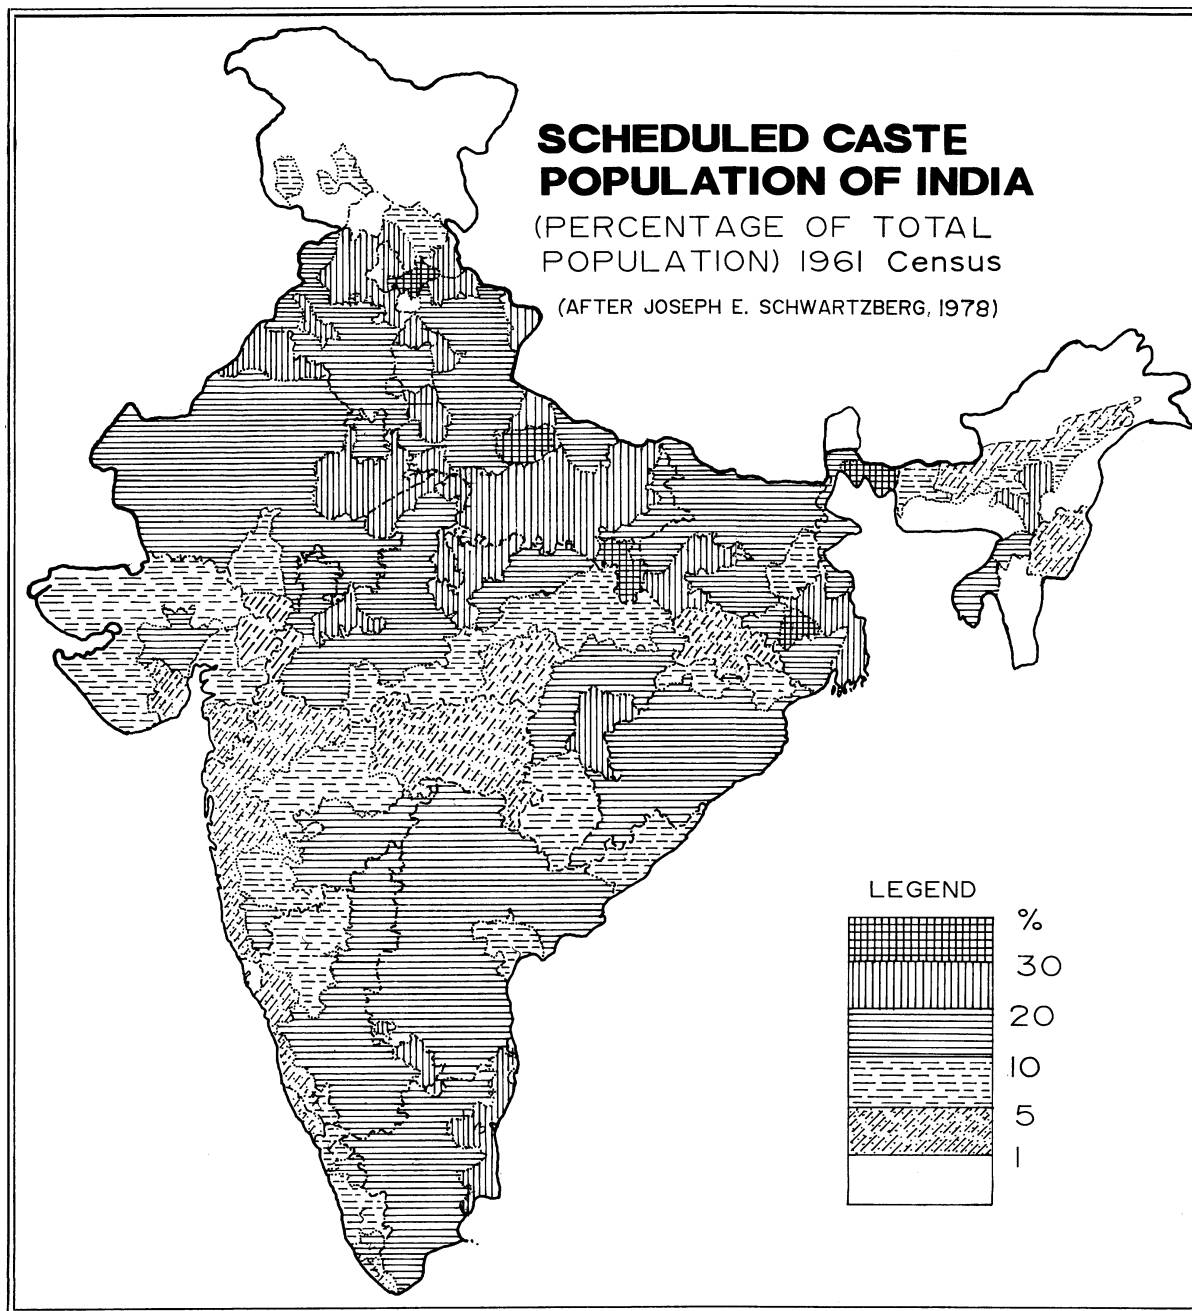 SCHEDULED CASTE
POPULATION OF INDIA
(PERCENTAGE OF TOTAL
POPULATION) 1961 Census
(AFTER JOSEPH E. SCHWARTZBERG, 1978)
LEGEND
%
30
20
10
5
1